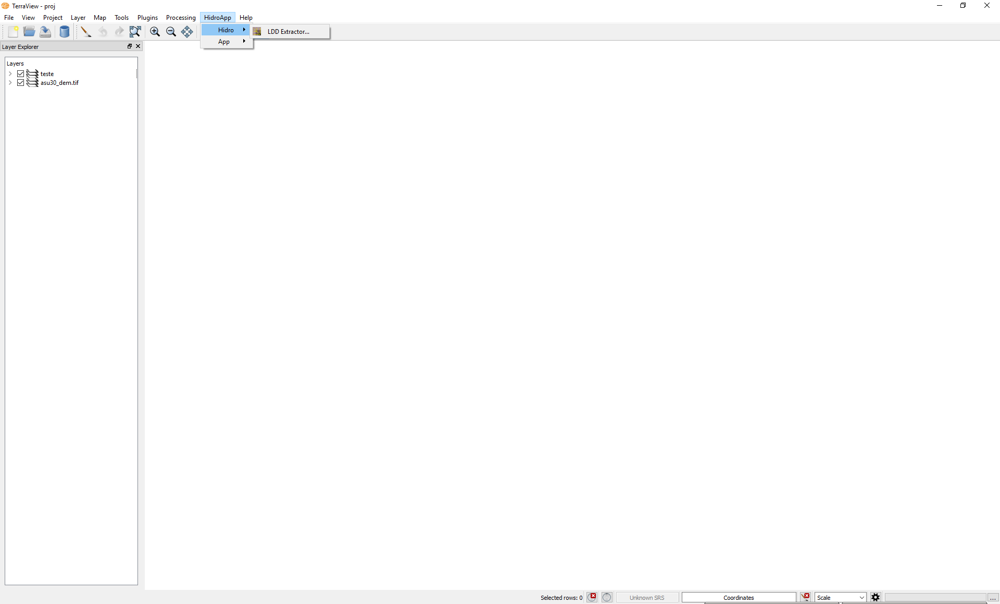 TerraView - proj
File View Project Layer Map Tools Plugins Processing HidroApp Help
Hidro
LDD Extractor...
App
Layer Explorer
Layers
teste
asu30_dem.tif
Selected rows: 0
Unknown SRS
Coordinates
Scale
...